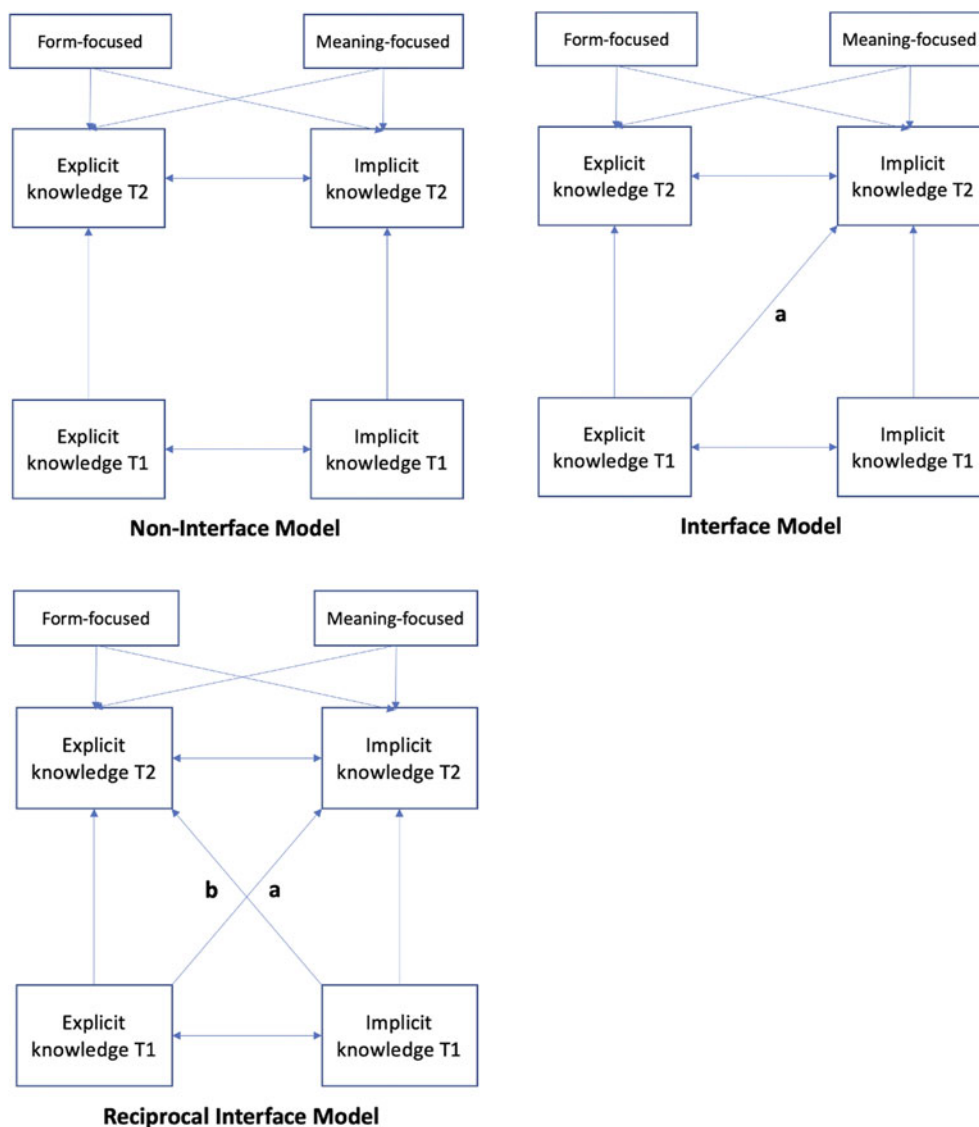 Form-focused
Meaning-focused
Explicit
knowledge T2
Implicit
knowledge T2
Explicit
knowledge T1
Implicit
knowledge T1
Non-Interface Model
Form-focused
Meaning-focused
Explicit
knowledge T2
Implicit
knowledge T2
a
Explicit
knowledge T1
Implicit
knowledge T1
Interface Model
Form-focused
Meaning-focused
Explicit
knowledge T2
Implicit
knowledge T2
b
a
Explicit
knowledge T1
Implicit
knowledge T1
Reciprocal Interface Model